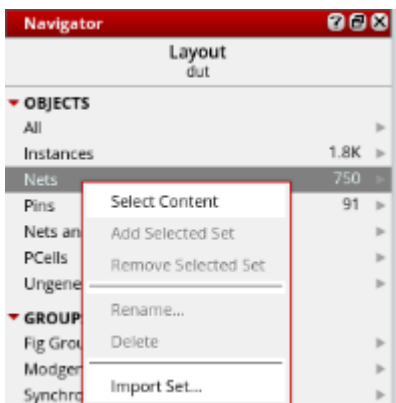 Navigator
Layout
dut
OBJECTS
All
Instances 1.8K
Nets 750
Pins 91
Nets an
PCells
Ungene
GROUP
Fig Grou
Modger
Synchro
Select Content
Add Selected Set
Remove Selected Set
Rename...
Delete
Import Set...